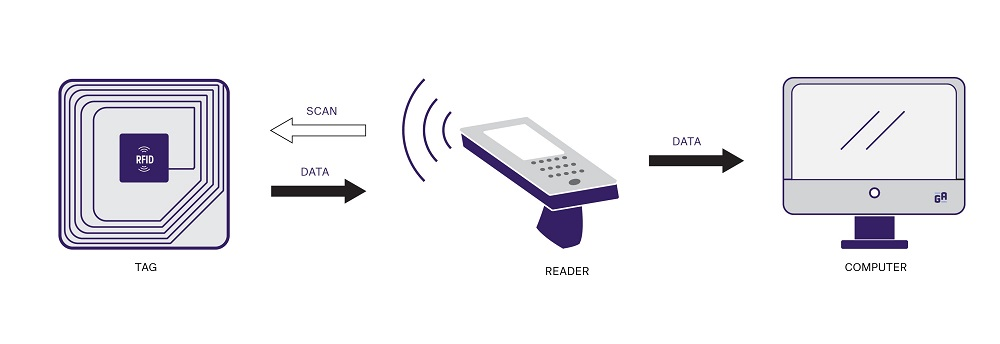 SCAN
RFID
DATA
DATA
GA
TAG
READER
COMPUTER